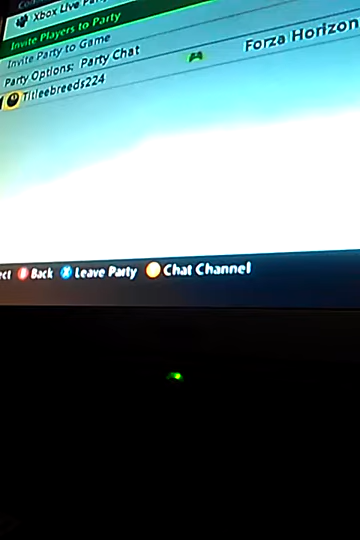 Xbox Live Party
Invite Players to Party
Invite Party to Game
Party Options: Party Chat
Titleebreeds224
Forza Horizon
Back
Leave Party
Chat Channel